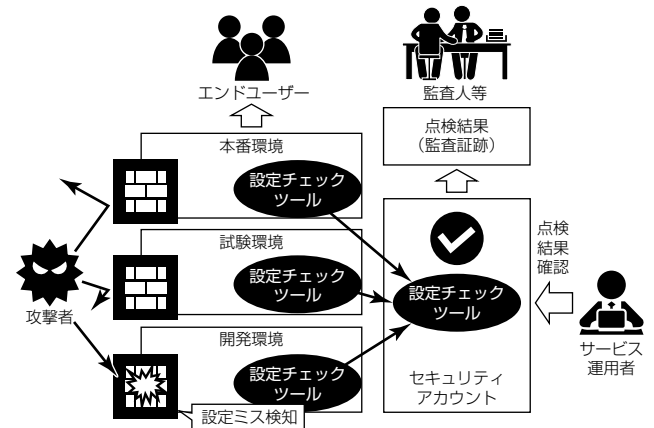 エンドユーザー
監査人等
点検結果
（監査証跡）
本番環境
設定チェック
ツール
試験環境
設定チェック
ツール
攻撃者
開発環境
設定チェック
ツール
設定ミス検知
設定チェック
ツール
セキュリティ
アカウント
点検
結果
確認
サービス
運用者